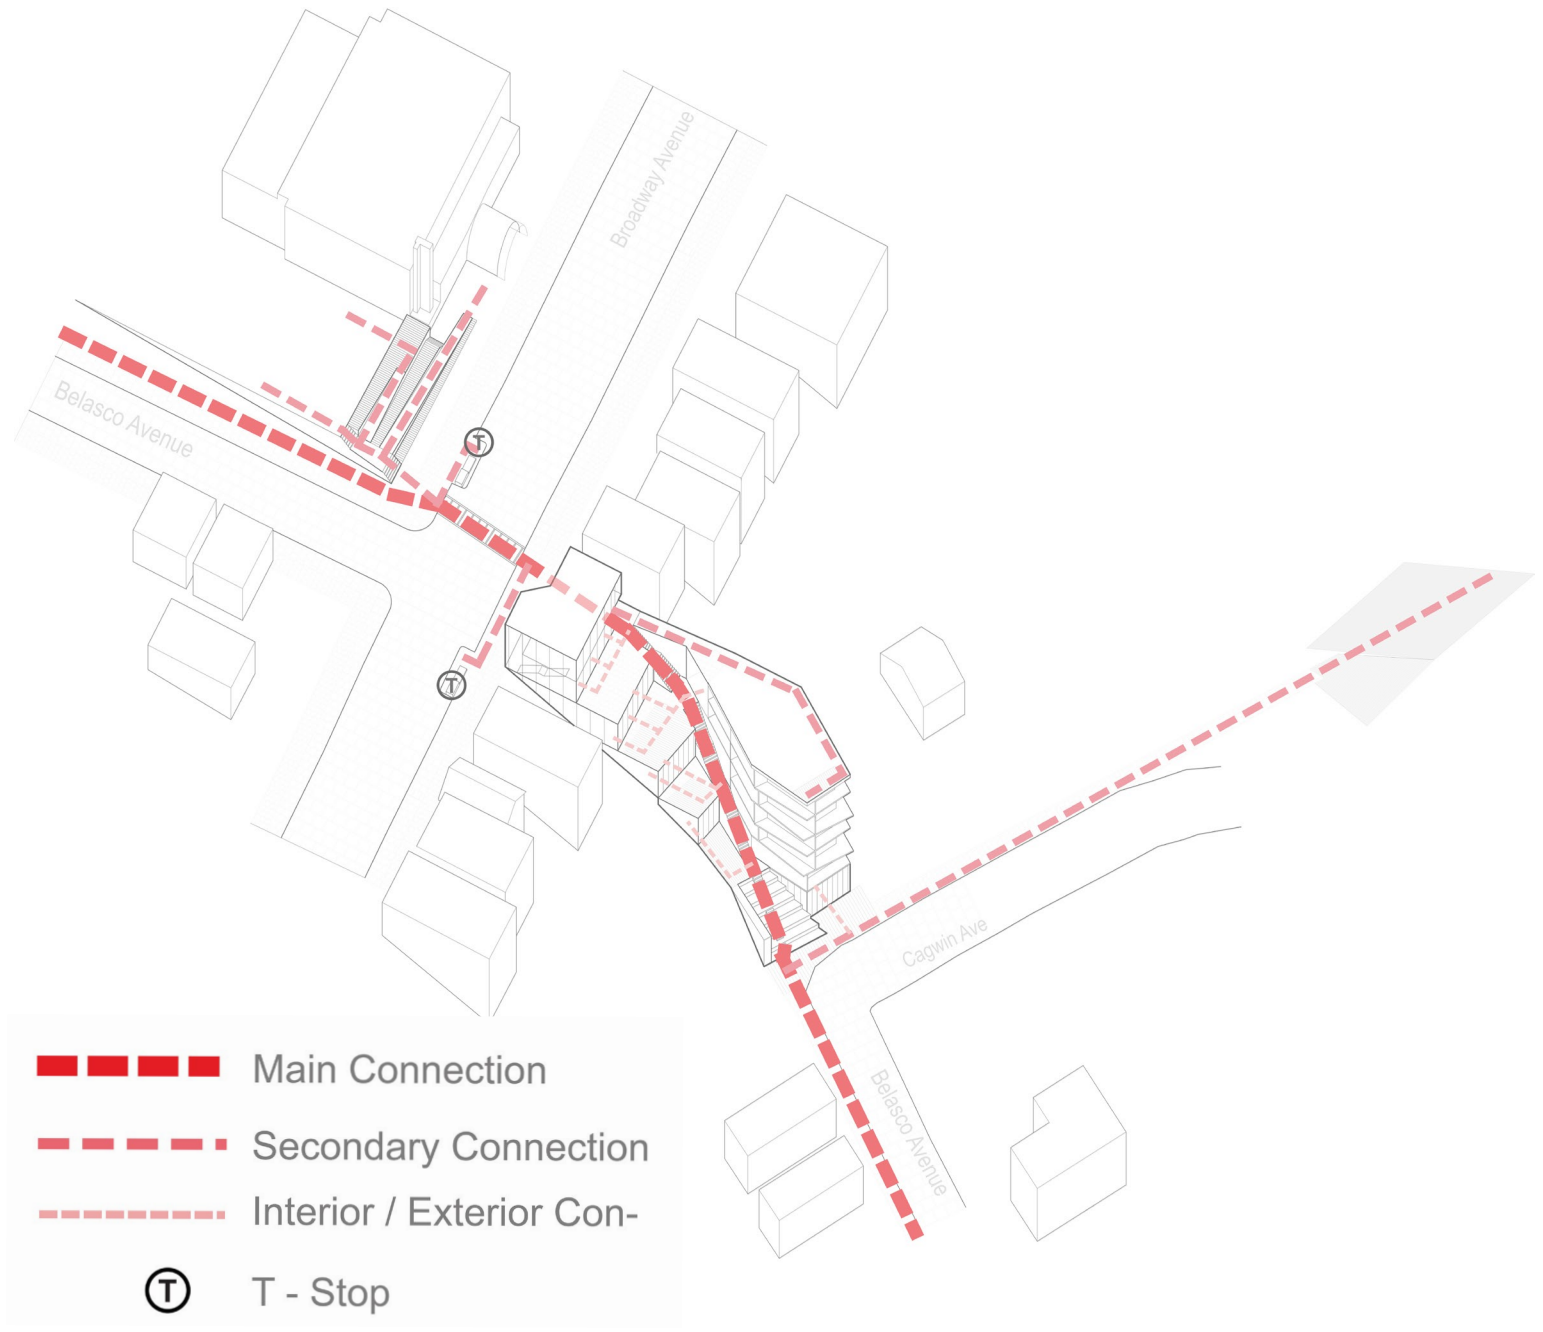 Broadway Avenue
Belasco Avenue
T
T
Cagwin Ave
Belasco Avenue
Main Connection
Secondary Connection
Interior / Exterior Con-
T
T - Stop